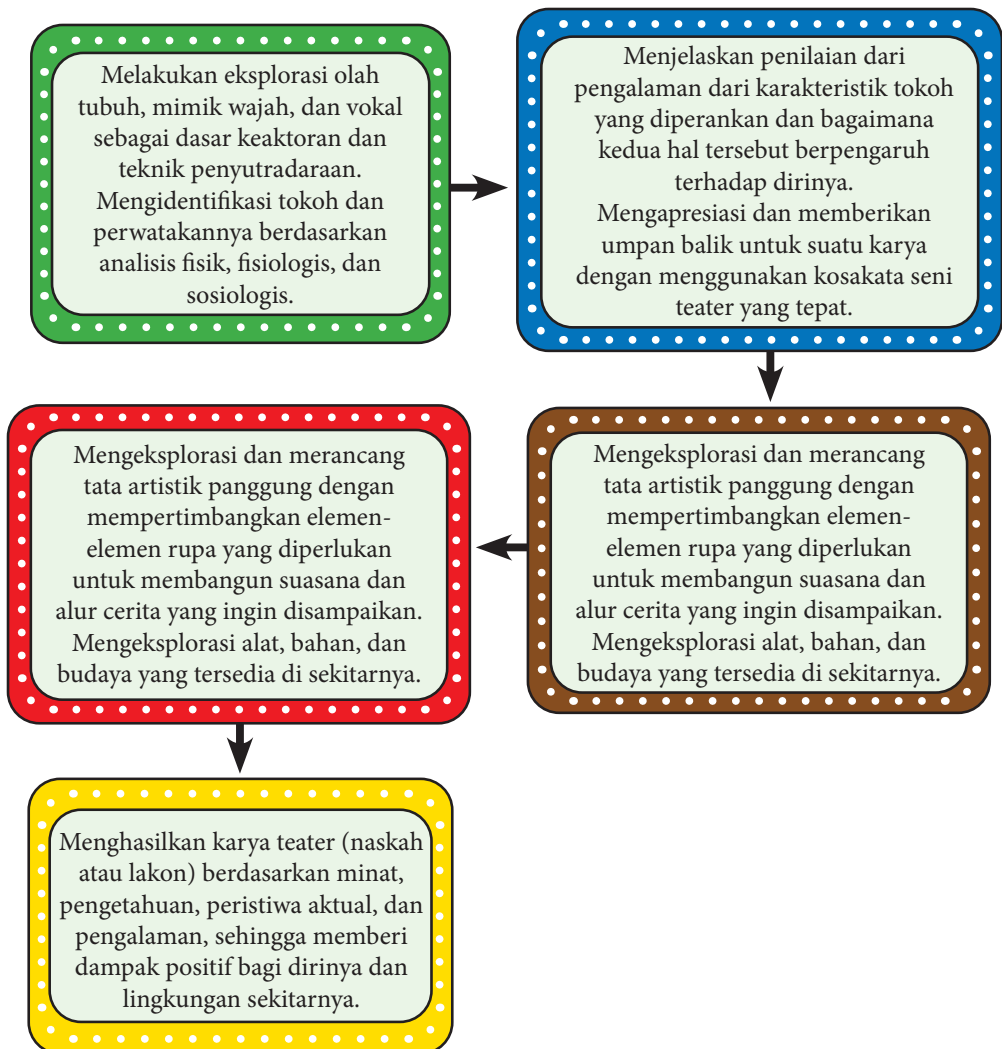 Melakukan eksplorasi olah
tubuh, mimik wajah, dan vokal
sebagai dasar keaktoran dan
teknik penyutradaraan.
Mengidentifikasi tokoh dan
perwatakannya berdasarkan
analisis fisik, fisiologis, dan
sosiologis.
Menjelaskan penilaian dari
pengalaman dari karakteristik tokoh
yang diperankan dan bagaimana
kedua hal tersebut berpengaruh
terhadap dirinya.
Mengapresiasi dan memberikan
umpan balik untuk suatu karya
dengan menggunakan kosakata seni
teater yang tepat.
Mengeksplorasi dan merancang
tata artistik panggung dengan
mempertimbangkan elemen-
elemen rupa yang diperlukan
untuk membangun suasana dan
alur cerita yang ingin disampaikan.
Mengeksplorasi alat, bahan, dan
budaya yang tersedia di sekitarnya.
Mengeksplorasi dan merancang
tata artistik panggung dengan
mempertimbangkan elemen-
elemen rupa yang diperlukan
untuk membangun suasana dan
alur cerita yang ingin disampaikan.
Mengeksplorasi alat, bahan, dan
budaya yang tersedia di sekitarnya.
Menghasilkan karya teater (naskah
atau lakon) berdasarkan minat,
pengetahuan, peristiwa aktual, dan
pengalaman, sehingga memberi
dampak positif bagi dirinya dan
lingkungan sekitarnya.